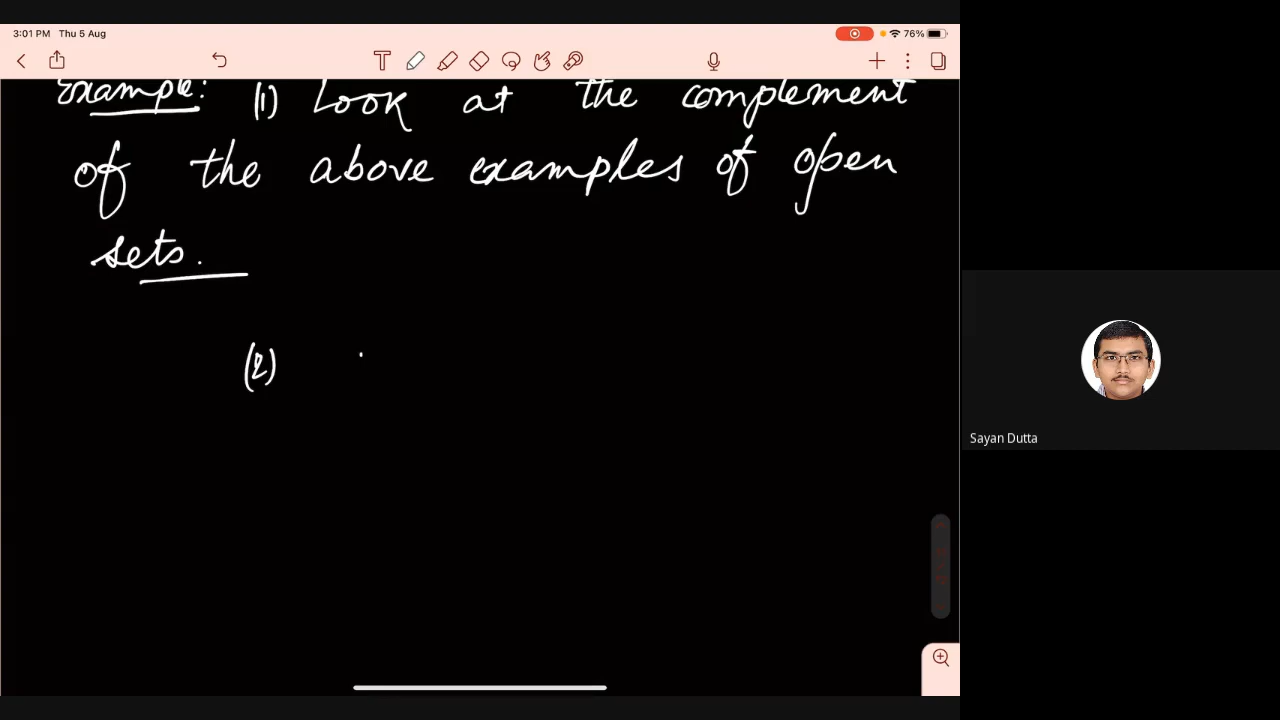 3:01 PM Thu 5 Aug
76%
T
Example: (1) Look at the complement
of the above examples of open
sets.
(2)
Sayan Dutta